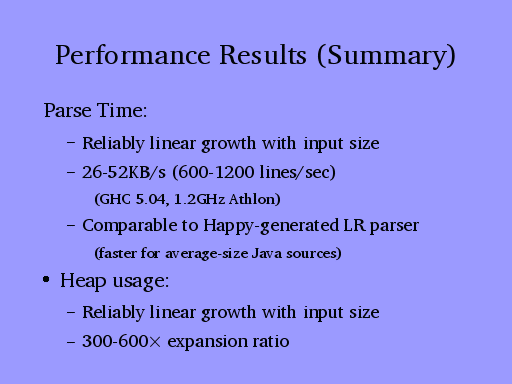 Performance Results (Summary)
Parse Time:
– Reliably linear growth with input size
– 26-52KB/s (600-1200 lines/sec)
(GHC 5.04, 1.2GHz Athlon)
– Comparable to Happy-generated LR parser
(faster for average-size Java sources)
• Heap usage:
– Reliably linear growth with input size
– 300-600× expansion ratio